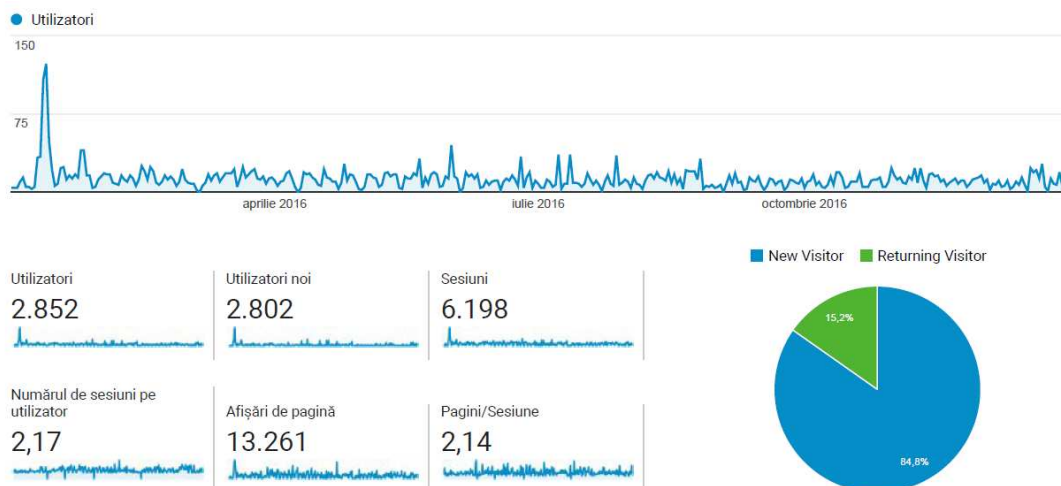 Utilizatori
150
75
aprilie 2016
iulie 2016
octombrie 2016
New Visitor
Returning Visitor
Utilizatori
2.852
Utilizatori noi
2.802
Sesiuni
6.198
15,2%
84,8%
Numărul de sesiuni pe
utilizator
2,17
Afișări de pagină
13.261
Pagini/Sesiune
2,14